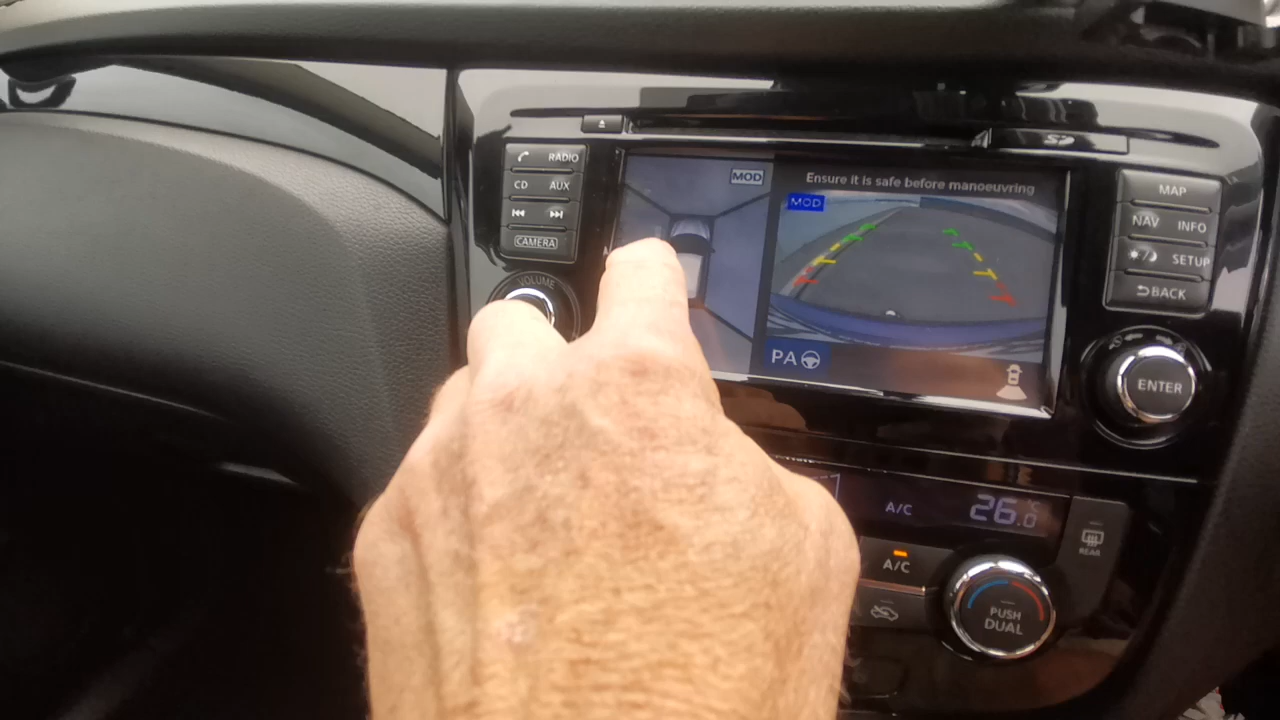 RADIO
CD AUX
CAMERA
VOLUME
MOD
Ensure it is safe before manoeuvring
MOD
PA
MAP
NAV INFO
SETUP
BACK
ENTER
A/C 26.0 °C
A/C
REAR
PUSH
DUAL